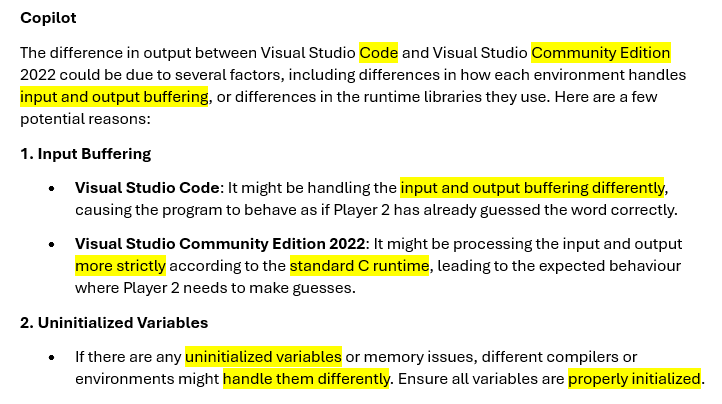 Copilot
The difference in output between Visual Studio Code and Visual Studio Community Edition
2022 could be due to several factors, including differences in how each environment handles
input and output buffering, or differences in the runtime libraries they use. Here are a few
potential reasons:
1. Input Buffering
• Visual Studio Code: It might be handling the input and output buffering differently,
causing the program to behave as if Player 2 has already guessed the word correctly.
• Visual Studio Community Edition 2022: It might be processing the input and output
more strictly according to the standard C runtime, leading to the expected behaviour
where Player 2 needs to make guesses.
2. Uninitialized Variables
• If there are any uninitialized variables or memory issues, different compilers or
environments might handle them differently. Ensure all variables are properly initialized.